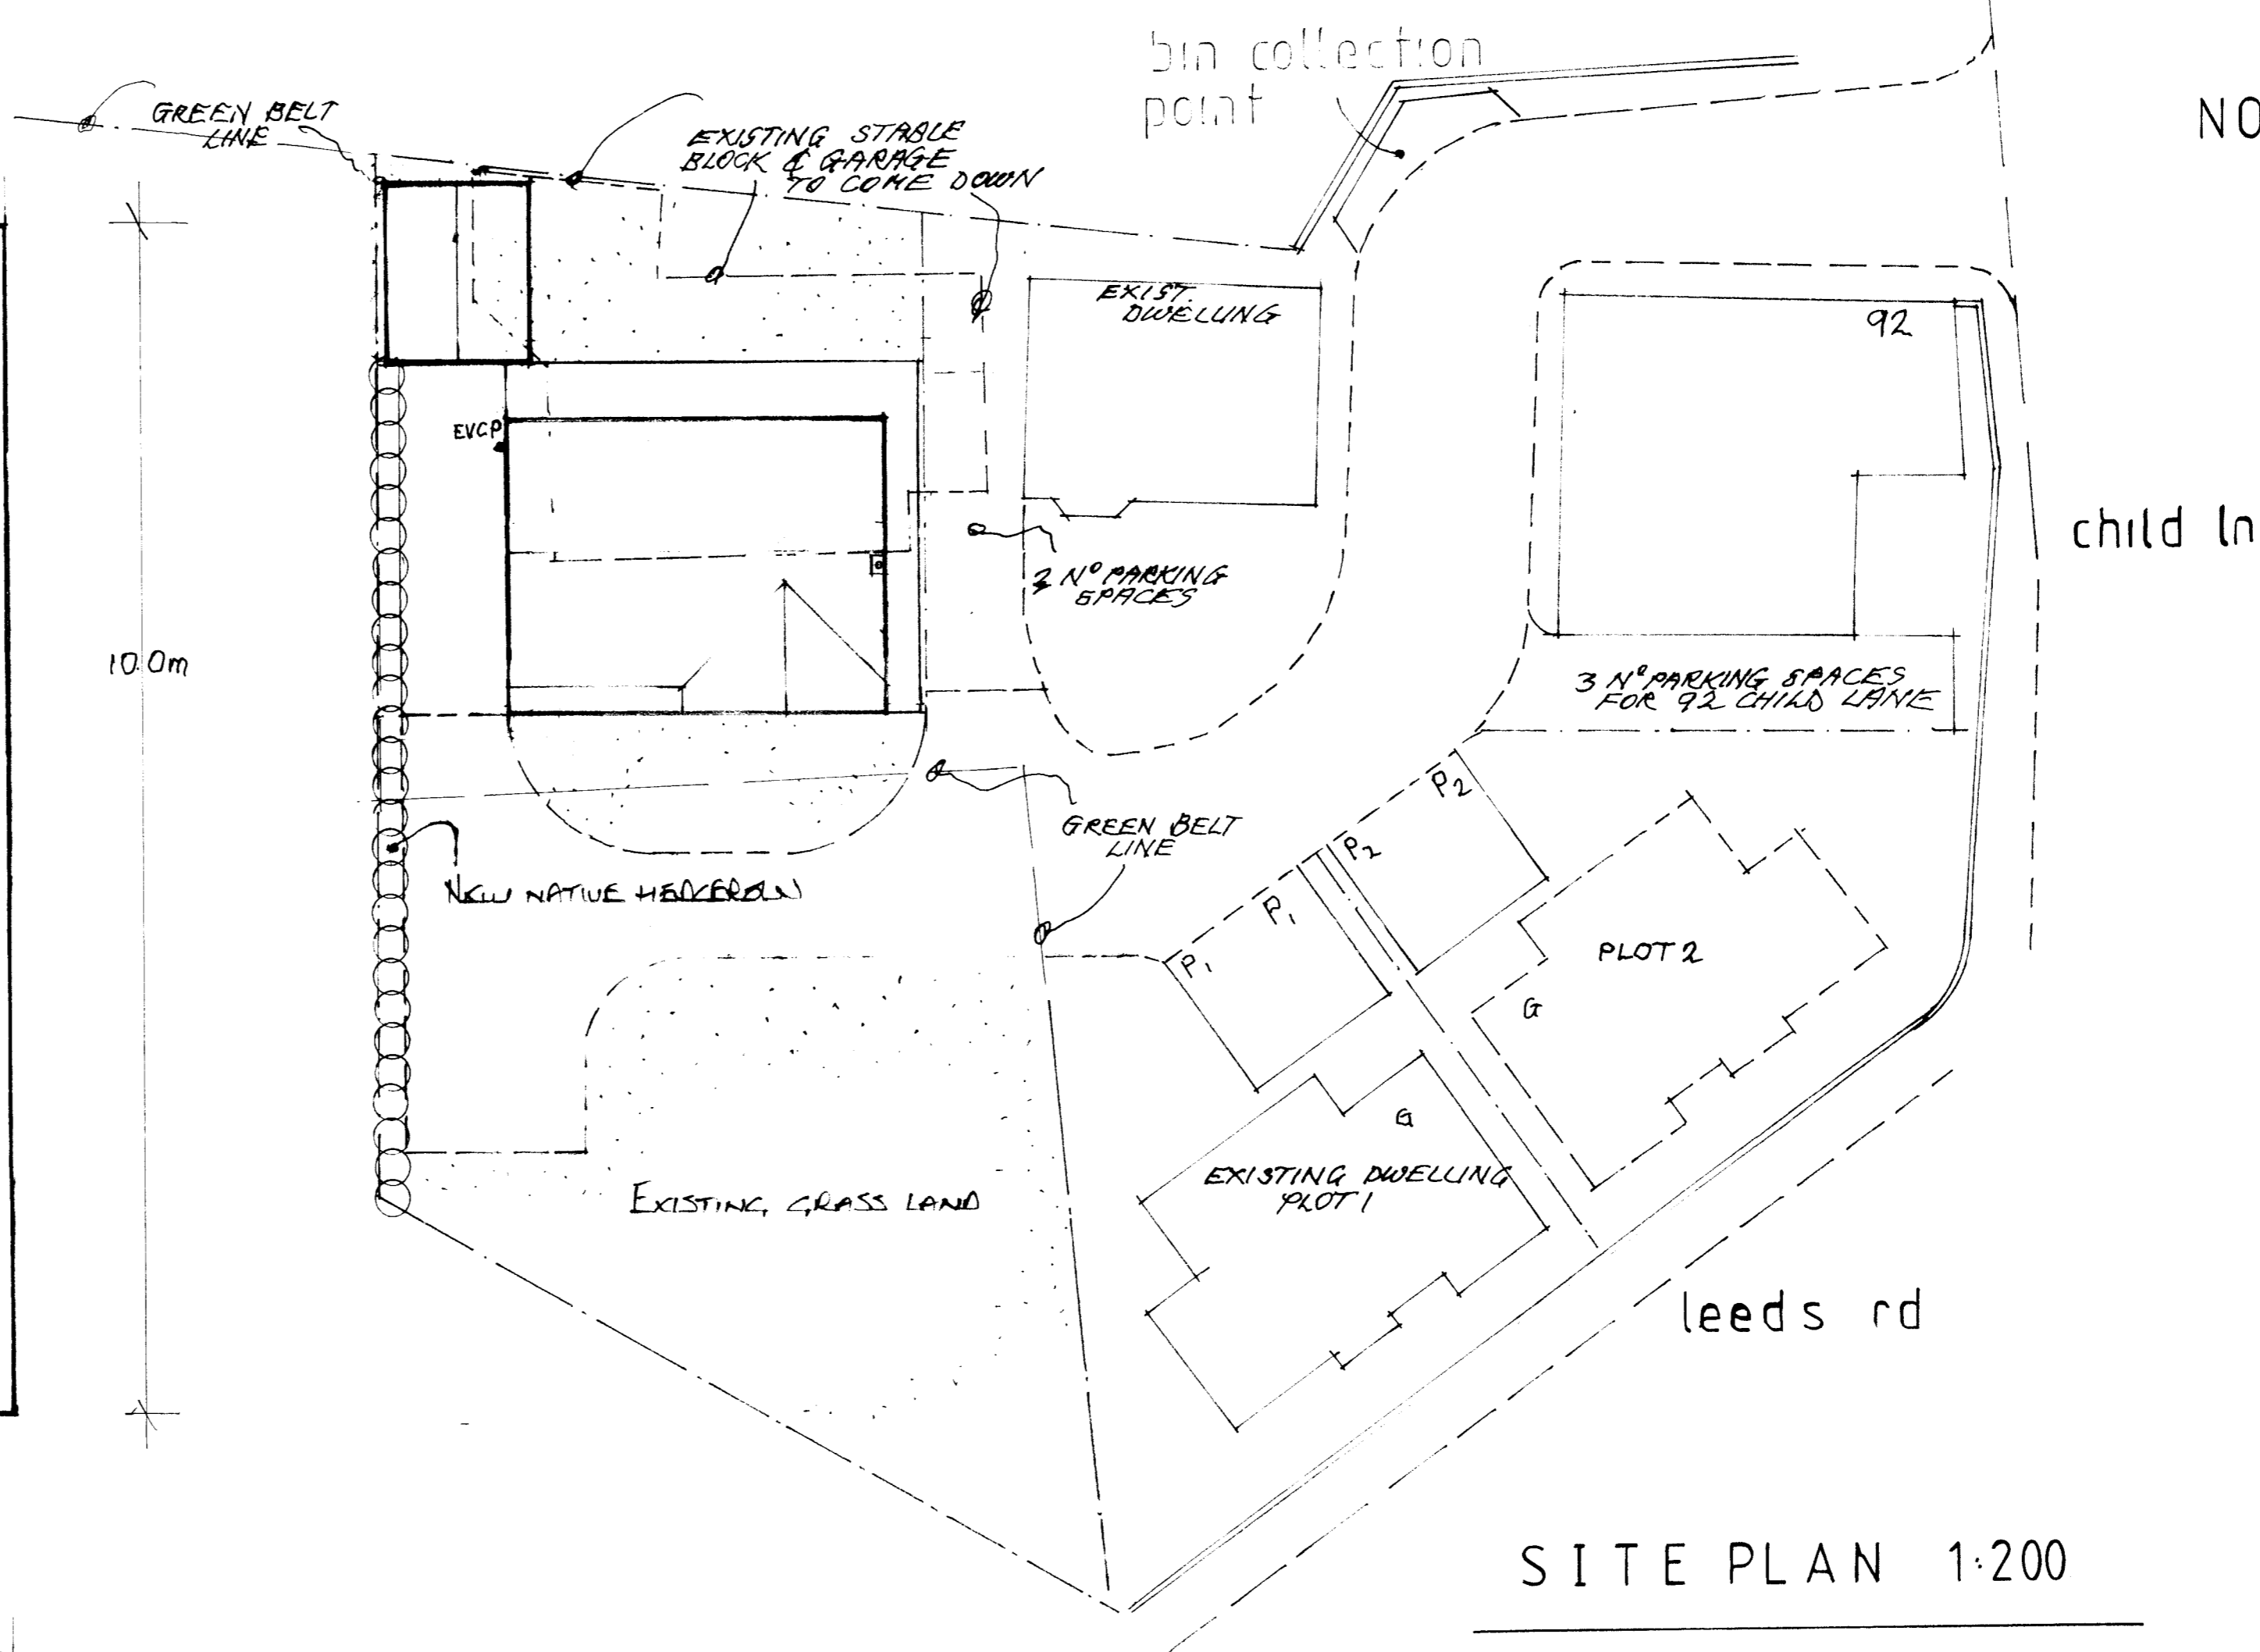 bin collection
point
NO
GREEN BELT
LINE
EXISTING STABLE
BLOCK & GARAGE
TO COME DOWN
EXIST.
DWELLING
92
EVCP
child ln
2 Nº PARKING
SPACES
10.0m
3 Nº PARKING SPACES
FOR 92 CHILD LANE
P2
P2
GREEN BELT
LINE
NEW NATIVE HEDGEROW
P1
P1
PLOT 2
G
G
EXISTING DWELLING
PLOT 1
EXISTING GRASS LAND
leeds rd
SITE PLAN 1:200